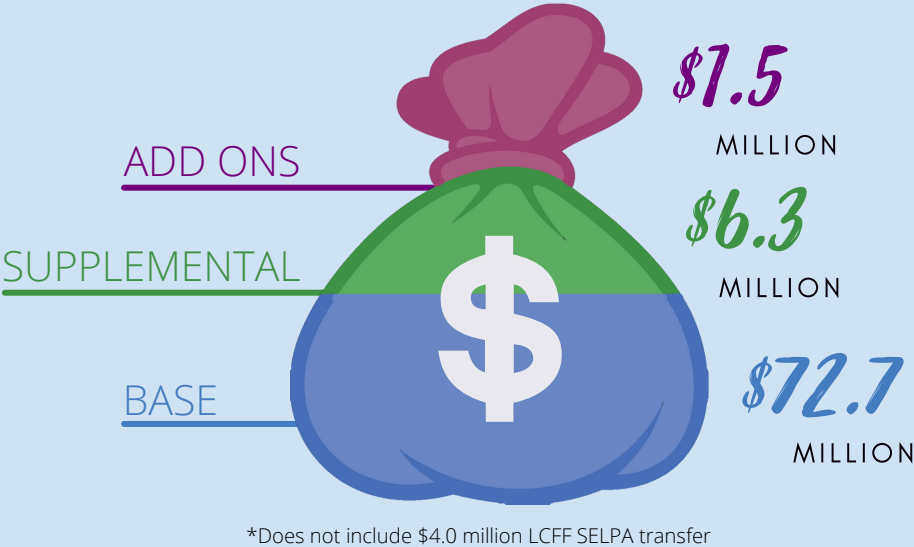 $1.5
MILLION
ADD ONS
$6.3
MILLION
SUPPLEMENTAL
$
$72.7
MILLION
BASE
*Does not include $4.0 million LCFF SELPA transfer